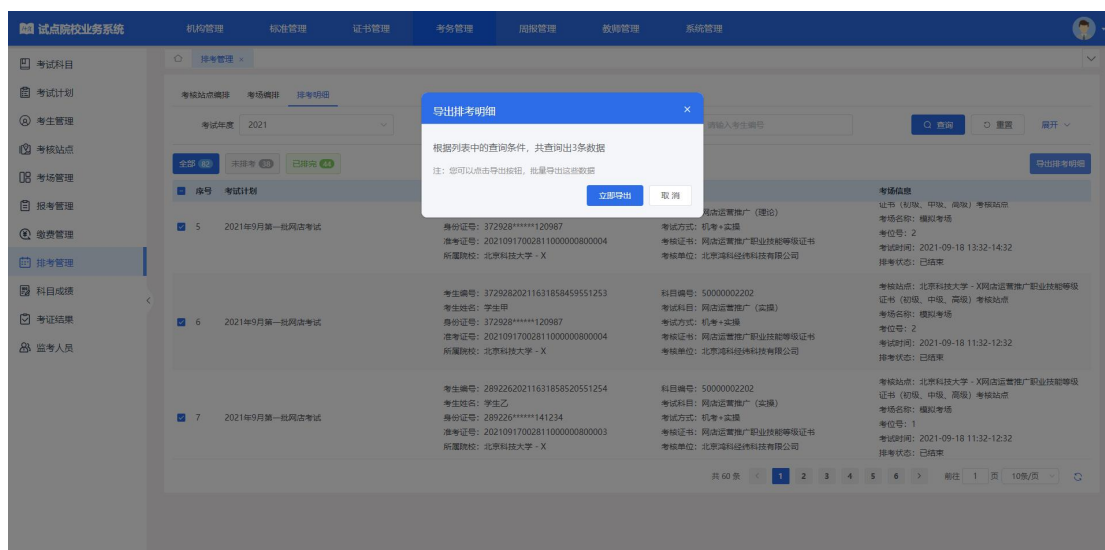 试点院校业务系统
机构管理 标准管理 证书管理 考务管理 周报管理 教师管理 系统管理
考试科目
考试计划
考生管理
考核站点
考场管理
报考管理
缴费管理
排考管理
科目成绩
考证结果
监考人员
排考管理 ×
考核站点编排 考场编排 排考明细
考试年度 2021
请输入考生编号
查询 重置 展开
全部 82 未排考 38 已排完 44
导出排考明细
序号 考试计划 考场信息
导出排考明细 ×
根据列表中的查询条件，共查询出3条数据
注：您可以点击导出按钮，批量导出这些数据
立即导出 取消
5 2021年9月第一批网店考试
身份证号：372928******120987
准考证号：20210917002811000000800004
所属院校：北京科技大学 - X
网店运营推广（理论）
考试方式：机考+实操
考核证书：网店运营推广职业技能等级证书
考核单位：北京鸿科经纬科技有限公司
证书（初级、中级、高级）考核站点
考场名称：模拟考场
考位号：2
考试时间：2021-09-18 13:32-14:32
排考状态：已结束
6 2021年9月第一批网店考试
考生编号：37292820211631858459551253
考生姓名：学生甲
身份证号：372928******120987
准考证号：20210917002811000000800004
所属院校：北京科技大学 - X
科目编号：50000002202
考试科目：网店运营推广（实操）
考试方式：机考+实操
考核证书：网店运营推广职业技能等级证书
考核单位：北京鸿科经纬科技有限公司
考核站点：北京科技大学 - X网店运营推广职业技能等级
证书（初级、中级、高级）考核站点
考场名称：模拟考场
考位号：2
考试时间：2021-09-18 11:32-12:32
排考状态：已结束
7 2021年9月第一批网店考试
考生编号：28922620211631858520551254
考生姓名：学生乙
身份证号：289226******141234
准考证号：20210917002811000000800003
所属院校：北京科技大学 - X
科目编号：50000002202
考试科目：网店运营推广（实操）
考试方式：机考+实操
考核证书：网店运营推广职业技能等级证书
考核单位：北京鸿科经纬科技有限公司
考核站点：北京科技大学 - X网店运营推广职业技能等级
证书（初级、中级、高级）考核站点
考场名称：模拟考场
考位号：1
考试时间：2021-09-18 11:32-12:32
排考状态：已结束
共 60 条 < 1 2 3 4 5 6 > 前往 1 页 10条/页